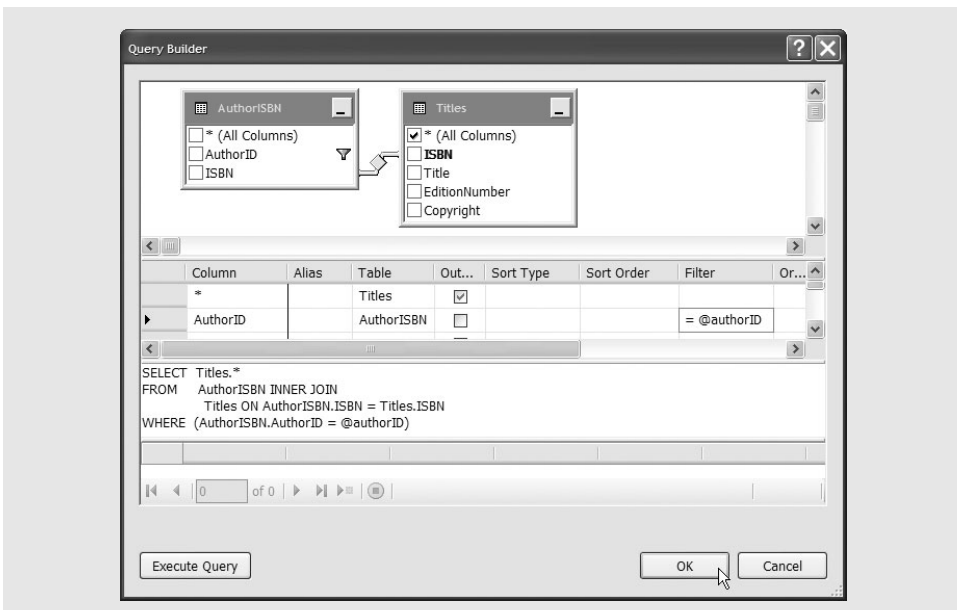 Query Builder
AuthorISBN
* (All Columns)
AuthorID
ISBN
Titles
* (All Columns)
ISBN
Title
EditionNumber
Copyright
Column Alias Table Out... Sort Type Sort Order Filter Or...
* Titles
AuthorID AuthorISBN = @authorID
SELECT Titles.*
FROM AuthorISBN INNER JOIN
Titles ON AuthorISBN.ISBN = Titles.ISBN
WHERE (AuthorISBN.AuthorID = @authorID)
0 of 0
Execute Query OK Cancel